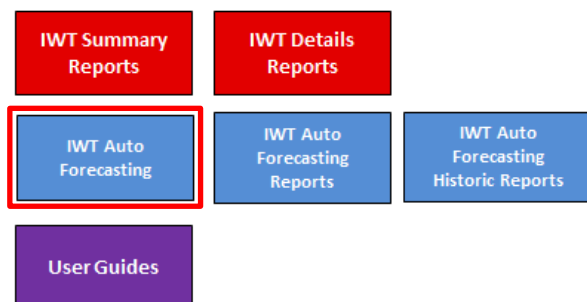 IWT Summary
Reports
IWT Details
Reports
IWT Auto
Forecasting
IWT Auto
Forecasting
Reports
IWT Auto
Forecasting
Historic Reports
User Guides